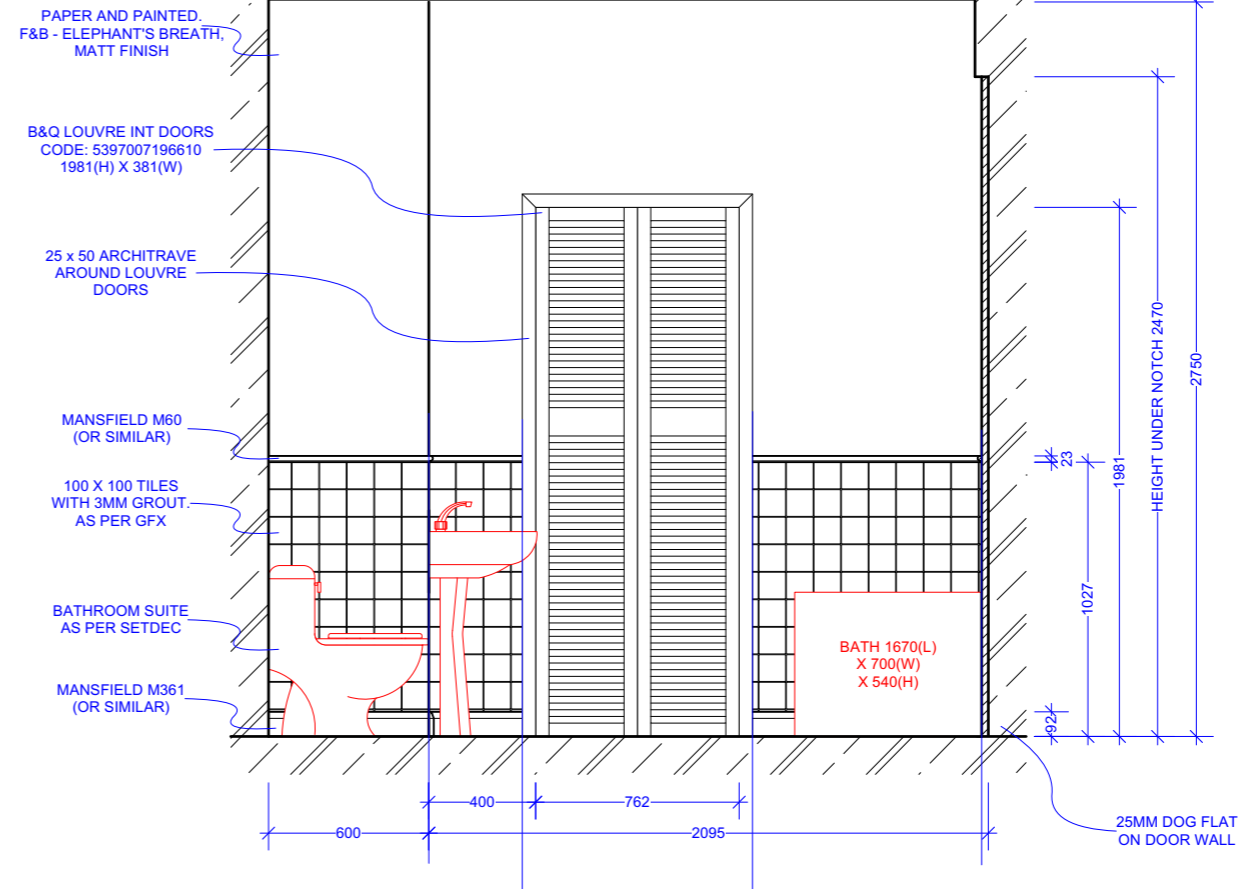 PAPER AND PAINTED.
F&B - ELEPHANT'S BREATH,
MATT FINISH
B&Q LOUVRE INT DOORS
CODE: 5397007196610
1981(H) X 381(W)
25 x 50 ARCHITRAVE
AROUND LOUVRE
DOORS
MANSFIELD M60
(OR SIMILAR)
100 X 100 TILES
WITH 3MM GROUT.
AS PER GFX
BATHROOM SUITE
AS PER SETDEC
MANSFIELD M361
(OR SIMILAR)
BATH 1670(L)
X 700(W)
X 540(H)
92
23
1027
1981
HEIGHT UNDER NOTCH 2470
2750
400
762
600
2095
25MM DOG FLAT
ON DOOR WALL